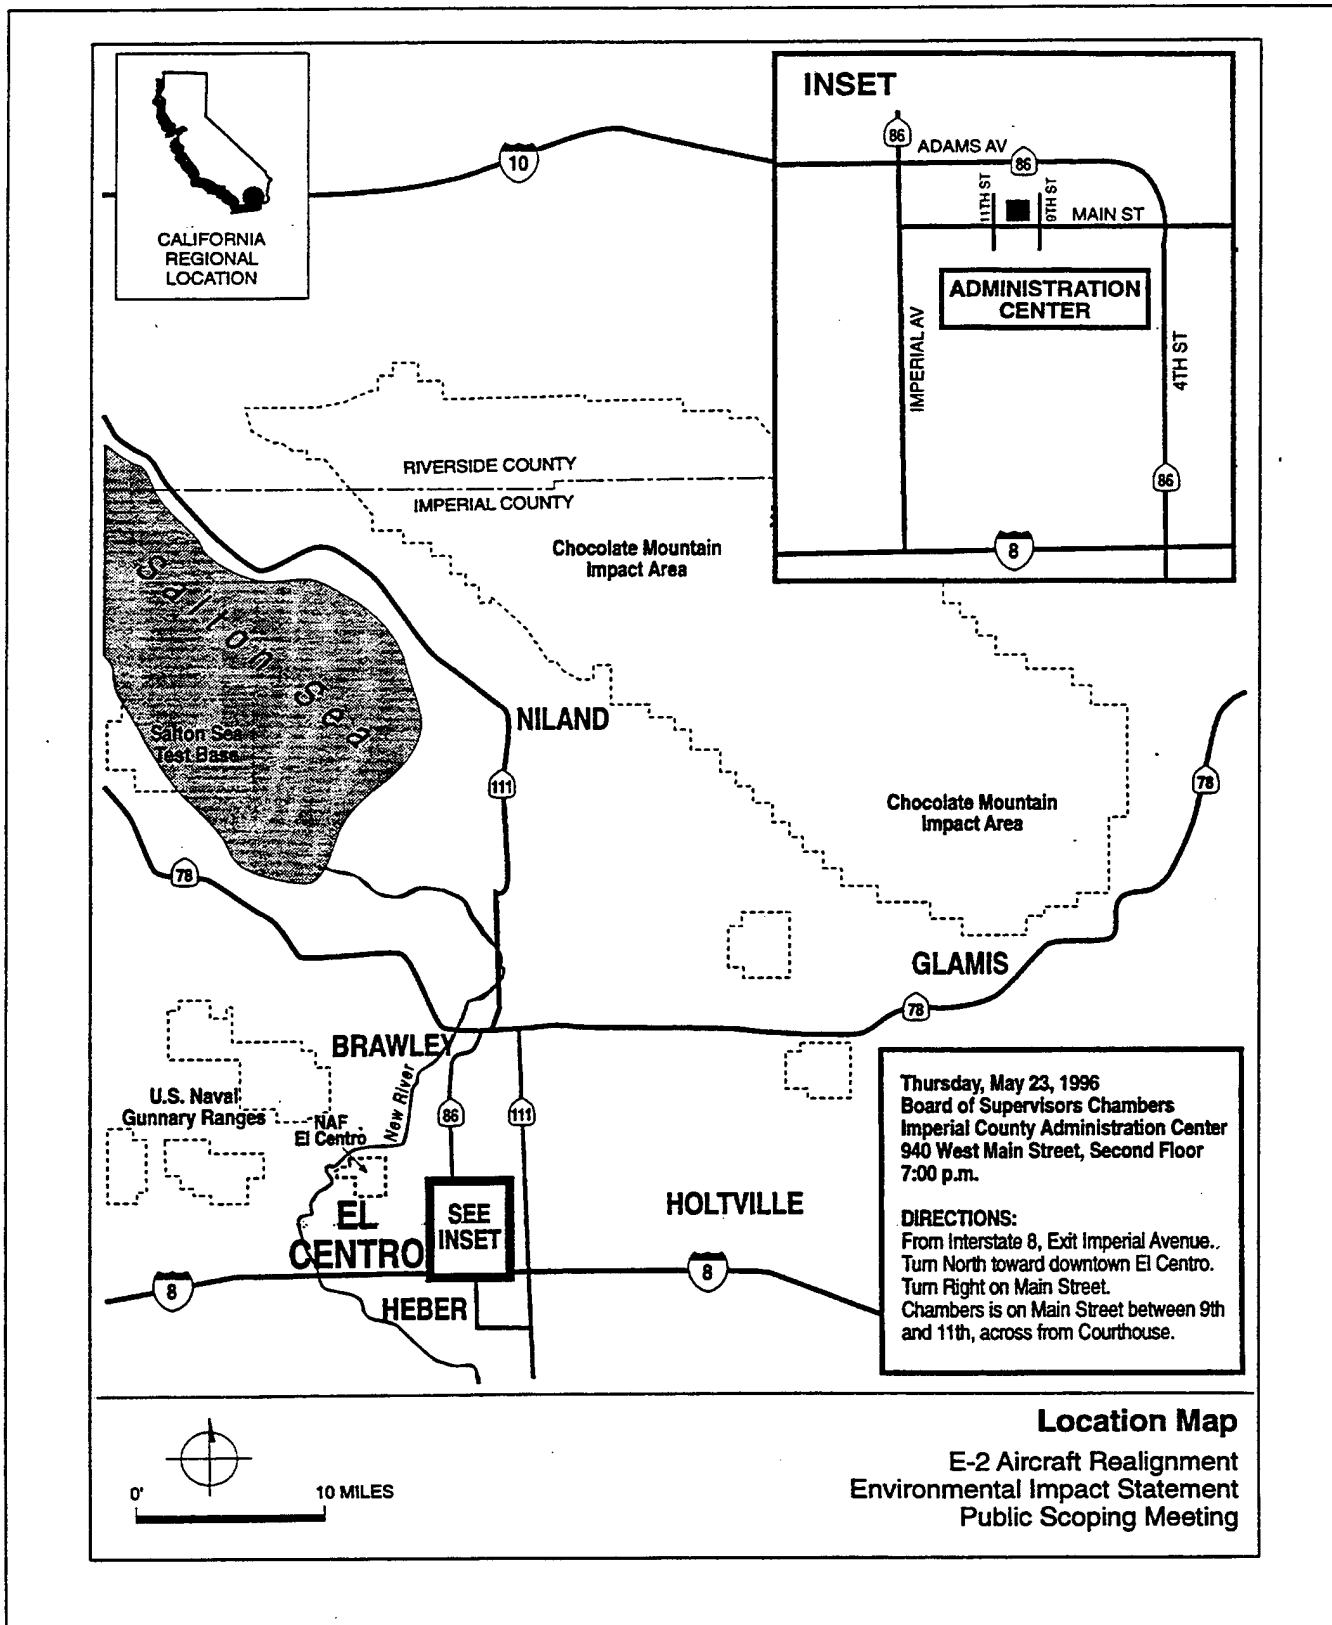 CALIFORNIA
REGIONAL
LOCATION
10
INSET
86
ADAMS AV
86
11TH ST
9TH ST
MAIN ST
ADMINISTRATION
CENTER
IMPERIAL AV
4TH ST
86
8
RIVERSIDE COUNTY
IMPERIAL COUNTY
Chocolate Mountain
Impact Area
Salton Sea
Salton Sea
Test Base
NILAND
111
78
Chocolate Mountain
Impact Area
78
GLAMIS
78
BRAWLEY
New River
U.S. Naval
Gunnary Ranges
NAF
El Centro
86
111
EL
CENTRO
SEE
INSET
HOLTVILLE
8
8
HEBER
Thursday, May 23, 1996
Board of Supervisors Chambers
Imperial County Administration Center
940 West Main Street, Second Floor
7:00 p.m.
DIRECTIONS:
From Interstate 8, Exit Imperial Avenue..
Turn North toward downtown El Centro.
Turn Right on Main Street.
Chambers is on Main Street between 9th
and 11th, across from Courthouse.
0'
10 MILES
Location Map
E-2 Aircraft Realignment
Environmental Impact Statement
Public Scoping Meeting